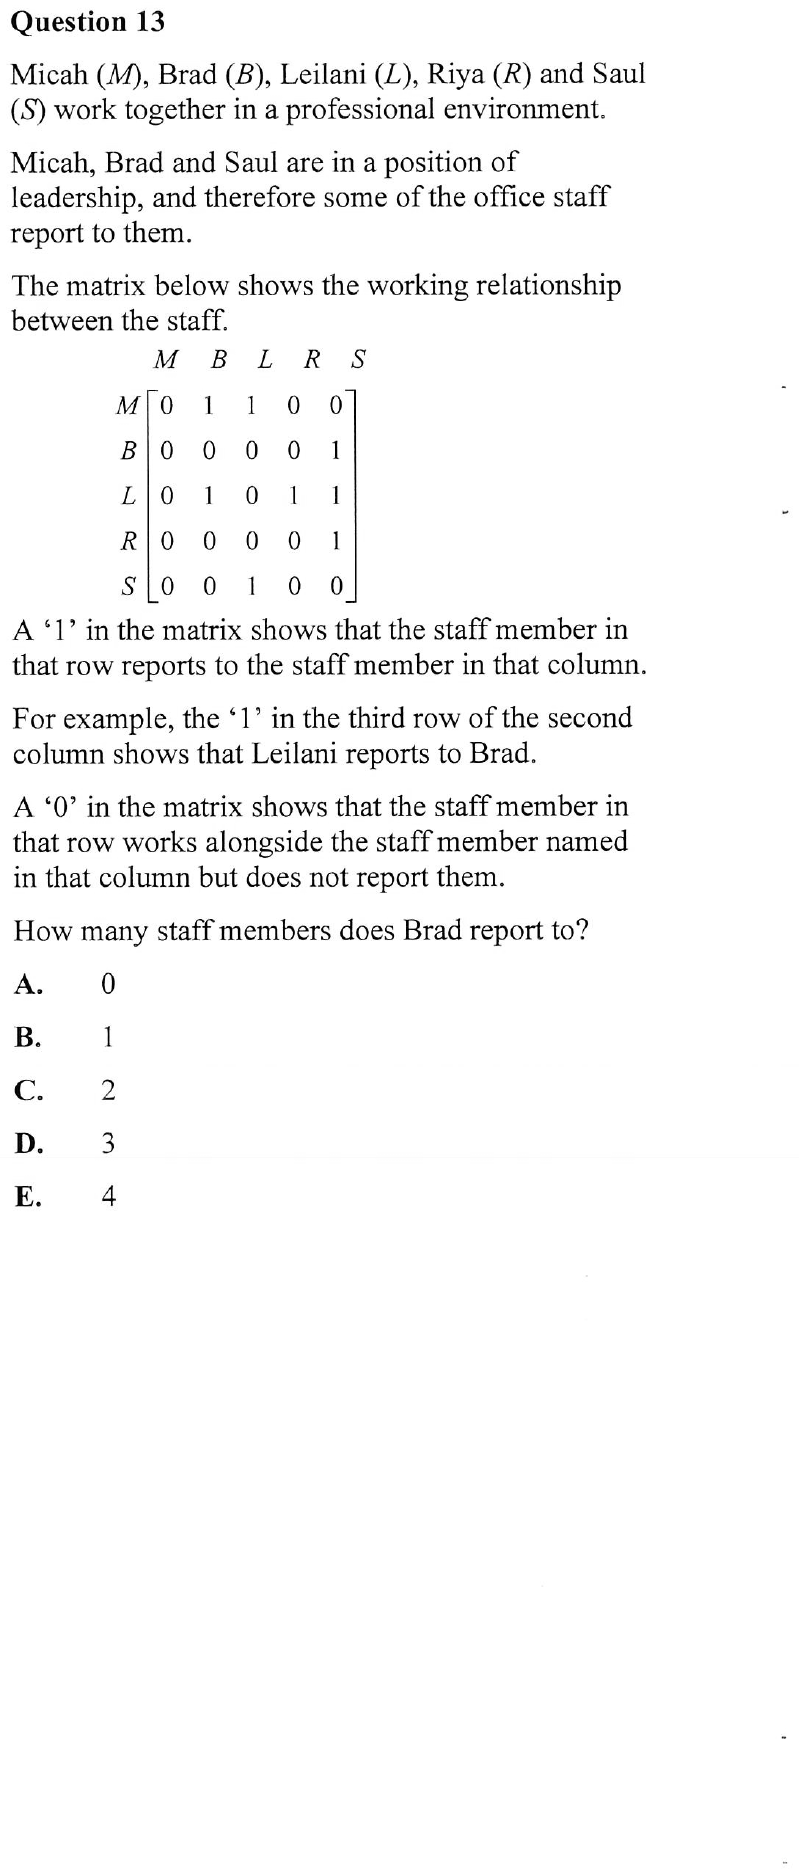 Question 13
Micah (M), Brad (B), Leilani (L), Riya (R) and Saul
(S) work together in a professional environment.
Micah, Brad and Saul are in a position of
leadership, and therefore some of the office staff
report to them.
The matrix below shows the working relationship
between the staff.
M B L R S
M 0 1 1 0 0
B 0 0 0 0 1
L 0 1 0 1 1
R 0 0 0 0 1
S 0 0 1 0 0
A ‘1’ in the matrix shows that the staff member in
that row reports to the staff member in that column.
For example, the ‘1’ in the third row of the second
column shows that Leilani reports to Brad.
A ‘0’ in the matrix shows that the staff member in
that row works alongside the staff member named
in that column but does not report them.
How many staff members does Brad report to?
A. 0
B. 1
C. 2
D. 3
E. 4